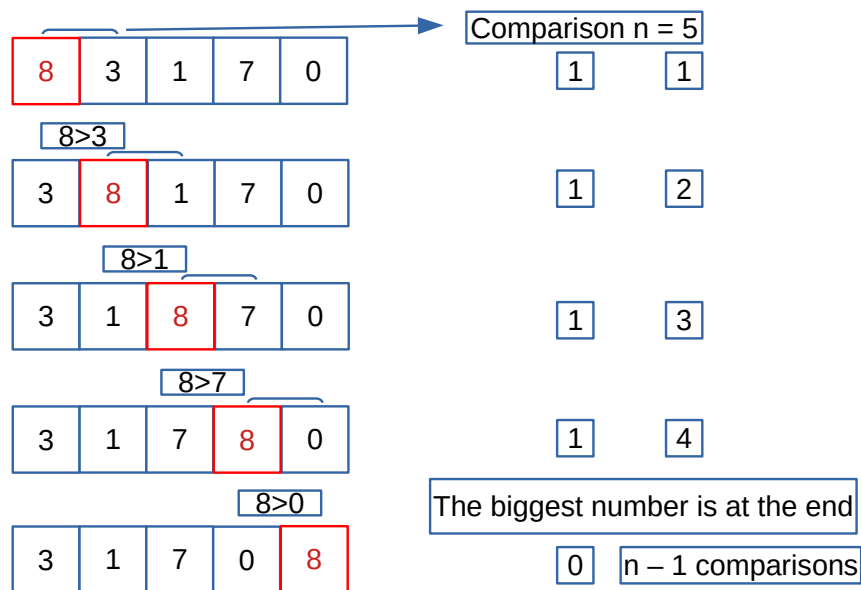 Comparison n = 5
8 3 1 7 0 1 1
8>3
3 8 1 7 0 1 2
8>1
3 1 8 7 0 1 3
8>7
3 1 7 8 0 1 4
8>0 The biggest number is at the end
3 1 7 0 8 0 n – 1 comparisons